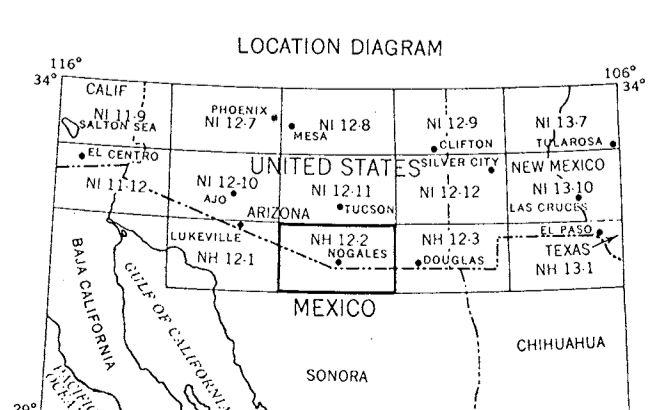 LOCATION DIAGRAM
116° 106°
34° 34°
CALIF
NI 11-9
SALTON SEA
PHOENIX
NI 12-7
MESA
NI 12-8
NI 12-9
CLIFTON
NI 13-7
TULAROSA
EL CENTRO
UNITED STATES
SILVER CITY
NEW MEXICO
NI 11-12
NI 12-10
AJO
NI 12-11
TUCSON
NI 12-12
NI 13-10
LAS CRUCES
ARIZONA
LUKEVILLE
NH 12-1
NH 12-2
NOGALES
NH 12-3
DOUGLAS
EL PASO
TEXAS
NH 13-1
BAJA CALIFORNIA
GULF OF CALIFORNIA
MEXICO
SONORA
CHIHUAHUA
PACIFIC
OCEAN
29°